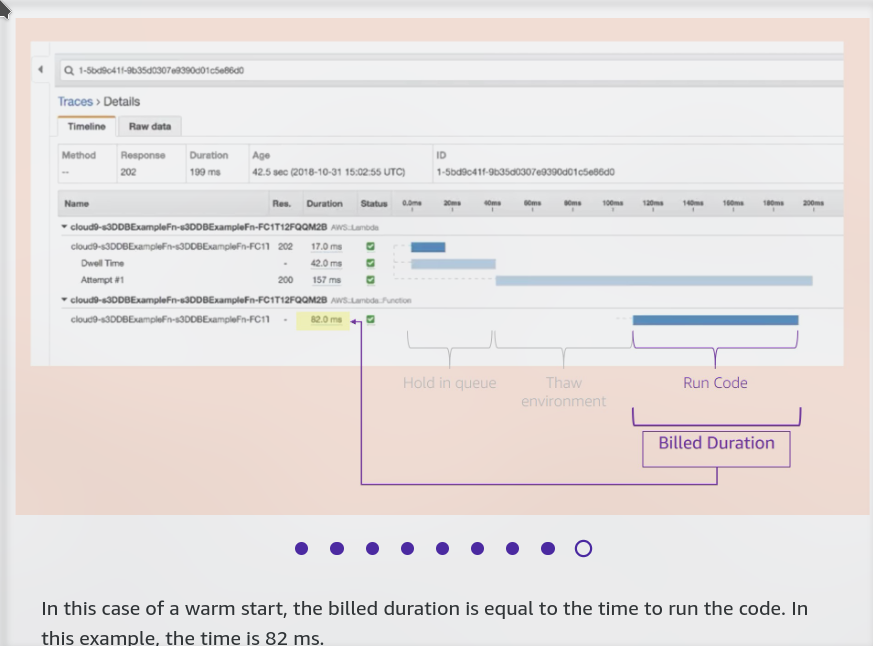 1-5bd9c41f-9b35d0307e9390d01c5e86d0
Traces > Details
Timeline Raw data
Method Response Duration Age ID
-- 202 199 ms 42.5 sec (2018-10-31 15:02:55 UTC) 1-5bd9c41f-9b35d0307e9390d01c5e86d0
Name Res. Duration Status 0.0ms 20ms 40ms 60ms 80ms 100ms 120ms 140ms 160ms 180ms 200ms
cloud9-s3DDBExampleFn-s3DDBExampleFn-FC1T12FQQM2B AWS::Lambda
cloud9-s3DDBExampleFn-s3DDBExampleFn-FC1T 202 17.0 ms
Dwell Time - 42.0 ms
Attempt #1 200 157 ms
cloud9-s3DDBExampleFn-s3DDBExampleFn-FC1T12FQQM2B AWS::Lambda::Function
cloud9-s3DDBExampleFn-s3DDBExampleFn-FC1T - 82.0 ms
Hold in queue Thaw Run Code
environment
Billed Duration
In this case of a warm start, the billed duration is equal to the time to run the code. In
this example, the time is 82 ms.